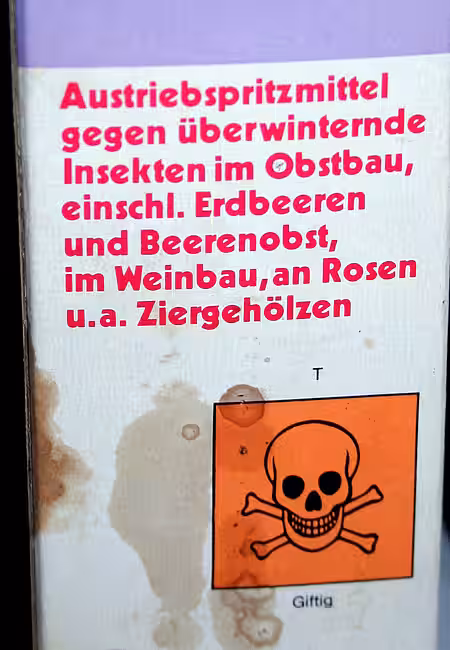 Austriebspritzmittel
gegen überwinternde
Insekten im Obstbau,
einschl. Erdbeeren
und Beerenobst,
im Weinbau, an Rosen
u.a. Ziergehölzen
T
Giftig